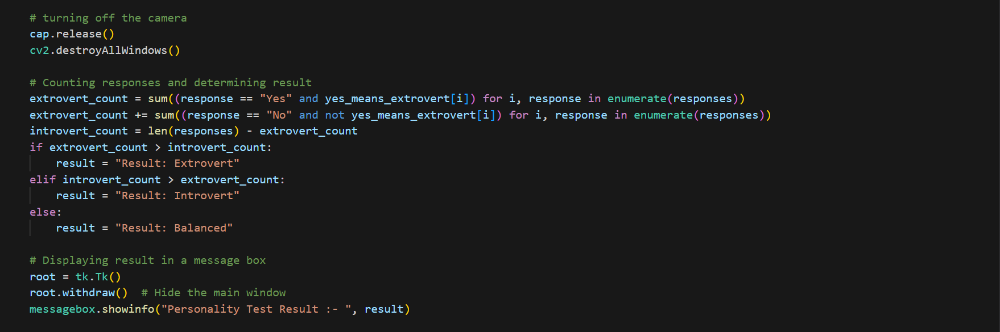 # turning off the camera
cap.release()
cv2.destroyAllWindows()
# Counting responses and determining result
extrovert_count = sum((response == "Yes" and yes_means_extrovert[i]) for i, response in enumerate(responses))
extrovert_count += sum((response == "No" and not yes_means_extrovert[i]) for i, response in enumerate(responses))
introvert_count = len(responses) - extrovert_count
if extrovert_count > introvert_count:
    result = "Result: Extrovert"
elif introvert_count > extrovert_count:
    result = "Result: Introvert"
else:
    result = "Result: Balanced"
# Displaying result in a message box
root = tk.Tk()
root.withdraw()  # Hide the main window
messagebox.showinfo("Personality Test Result :- ", result)